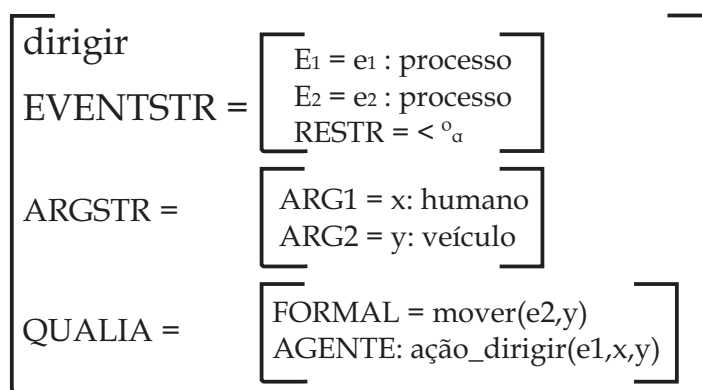 dirigir
E1 = e1 : processo
EVENTSTR =
E2 = e2 : processo
RESTR = < ºα
ARGSTR =
ARG1 = x: humano
ARG2 = y: veículo
QUALIA =
FORMAL = mover(e2,y)
AGENTE: ação_dirigir(e1,x,y)